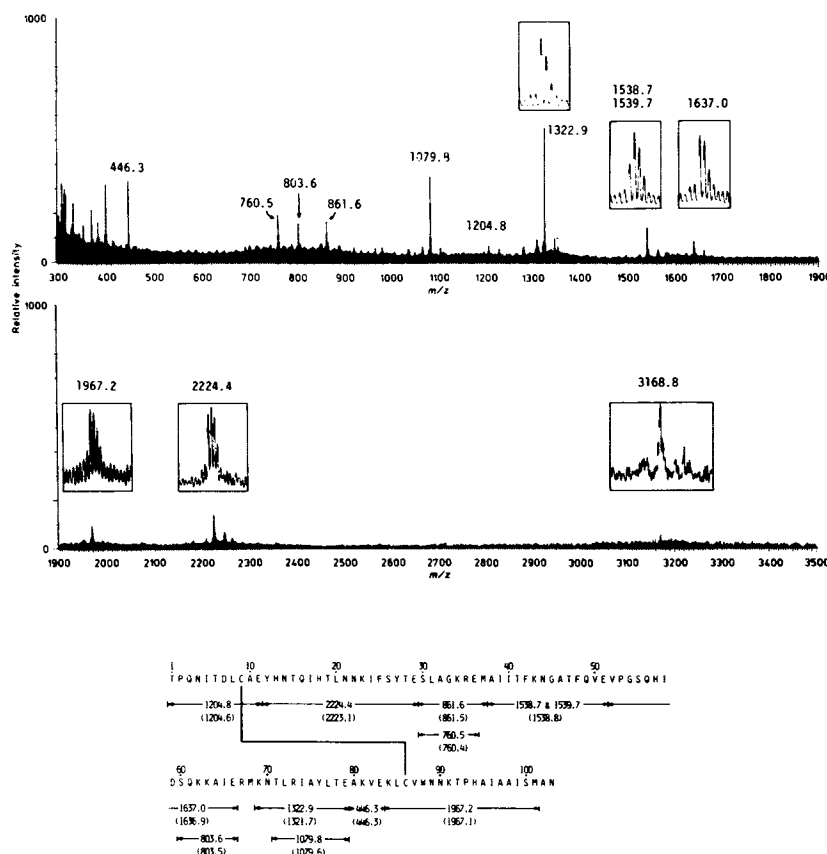 1000
1538.7
1539.7
1637.0
1322.9
446.3
760.5
803.6
861.6
1079.8
1204.8
0
300 400 500 600 700 800 900 1000 1100 1200 1300 1400 1500 1600 1700 1800 1900
m/z
Relative intensity
1000
1967.2
2224.4
3168.8
0
1900 2000 2100 2200 2300 2400 2500 2600 2700 2800 2900 3000 3100 3200 3300 3400 3500
m/z
1 10 20 30 40 50
T P Q N I T D L C A E Y H N T Q I H T L N N K I F S Y T E S L A G K R E M A I I T F K N G A T F Q V E V P G S Q H I
1204.8 2224.4 861.6 1538.7 & 1539.7
(1204.6) (2223.1) (861.5) (1538.8)
760.5
(760.4)
60 70 80 90 100
D S Q K K A I E R M K N T L R I A Y L T E A K V E K L C V W N N K T P H A I A A I S M A N
1637.0 1322.9 446.3 1967.2
(1636.9) (1321.7) (446.3) (1967.1)
803.6 1079.8
(803.5) (1079.6)